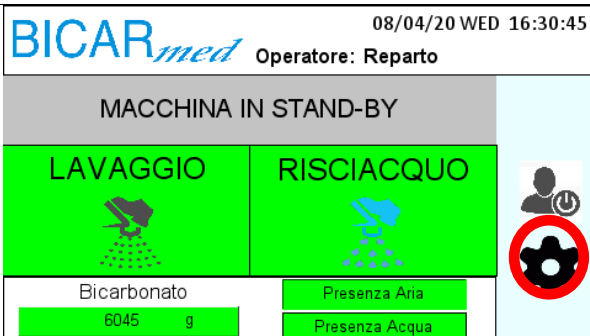 BICARmed
08/04/20 WED 16:30:45
Operatore: Reparto
MACCHINA IN STAND-BY
LAVAGGIO
RISCIACQUO
Bicarbonato
6045 g
Presenza Aria
Presenza Acqua